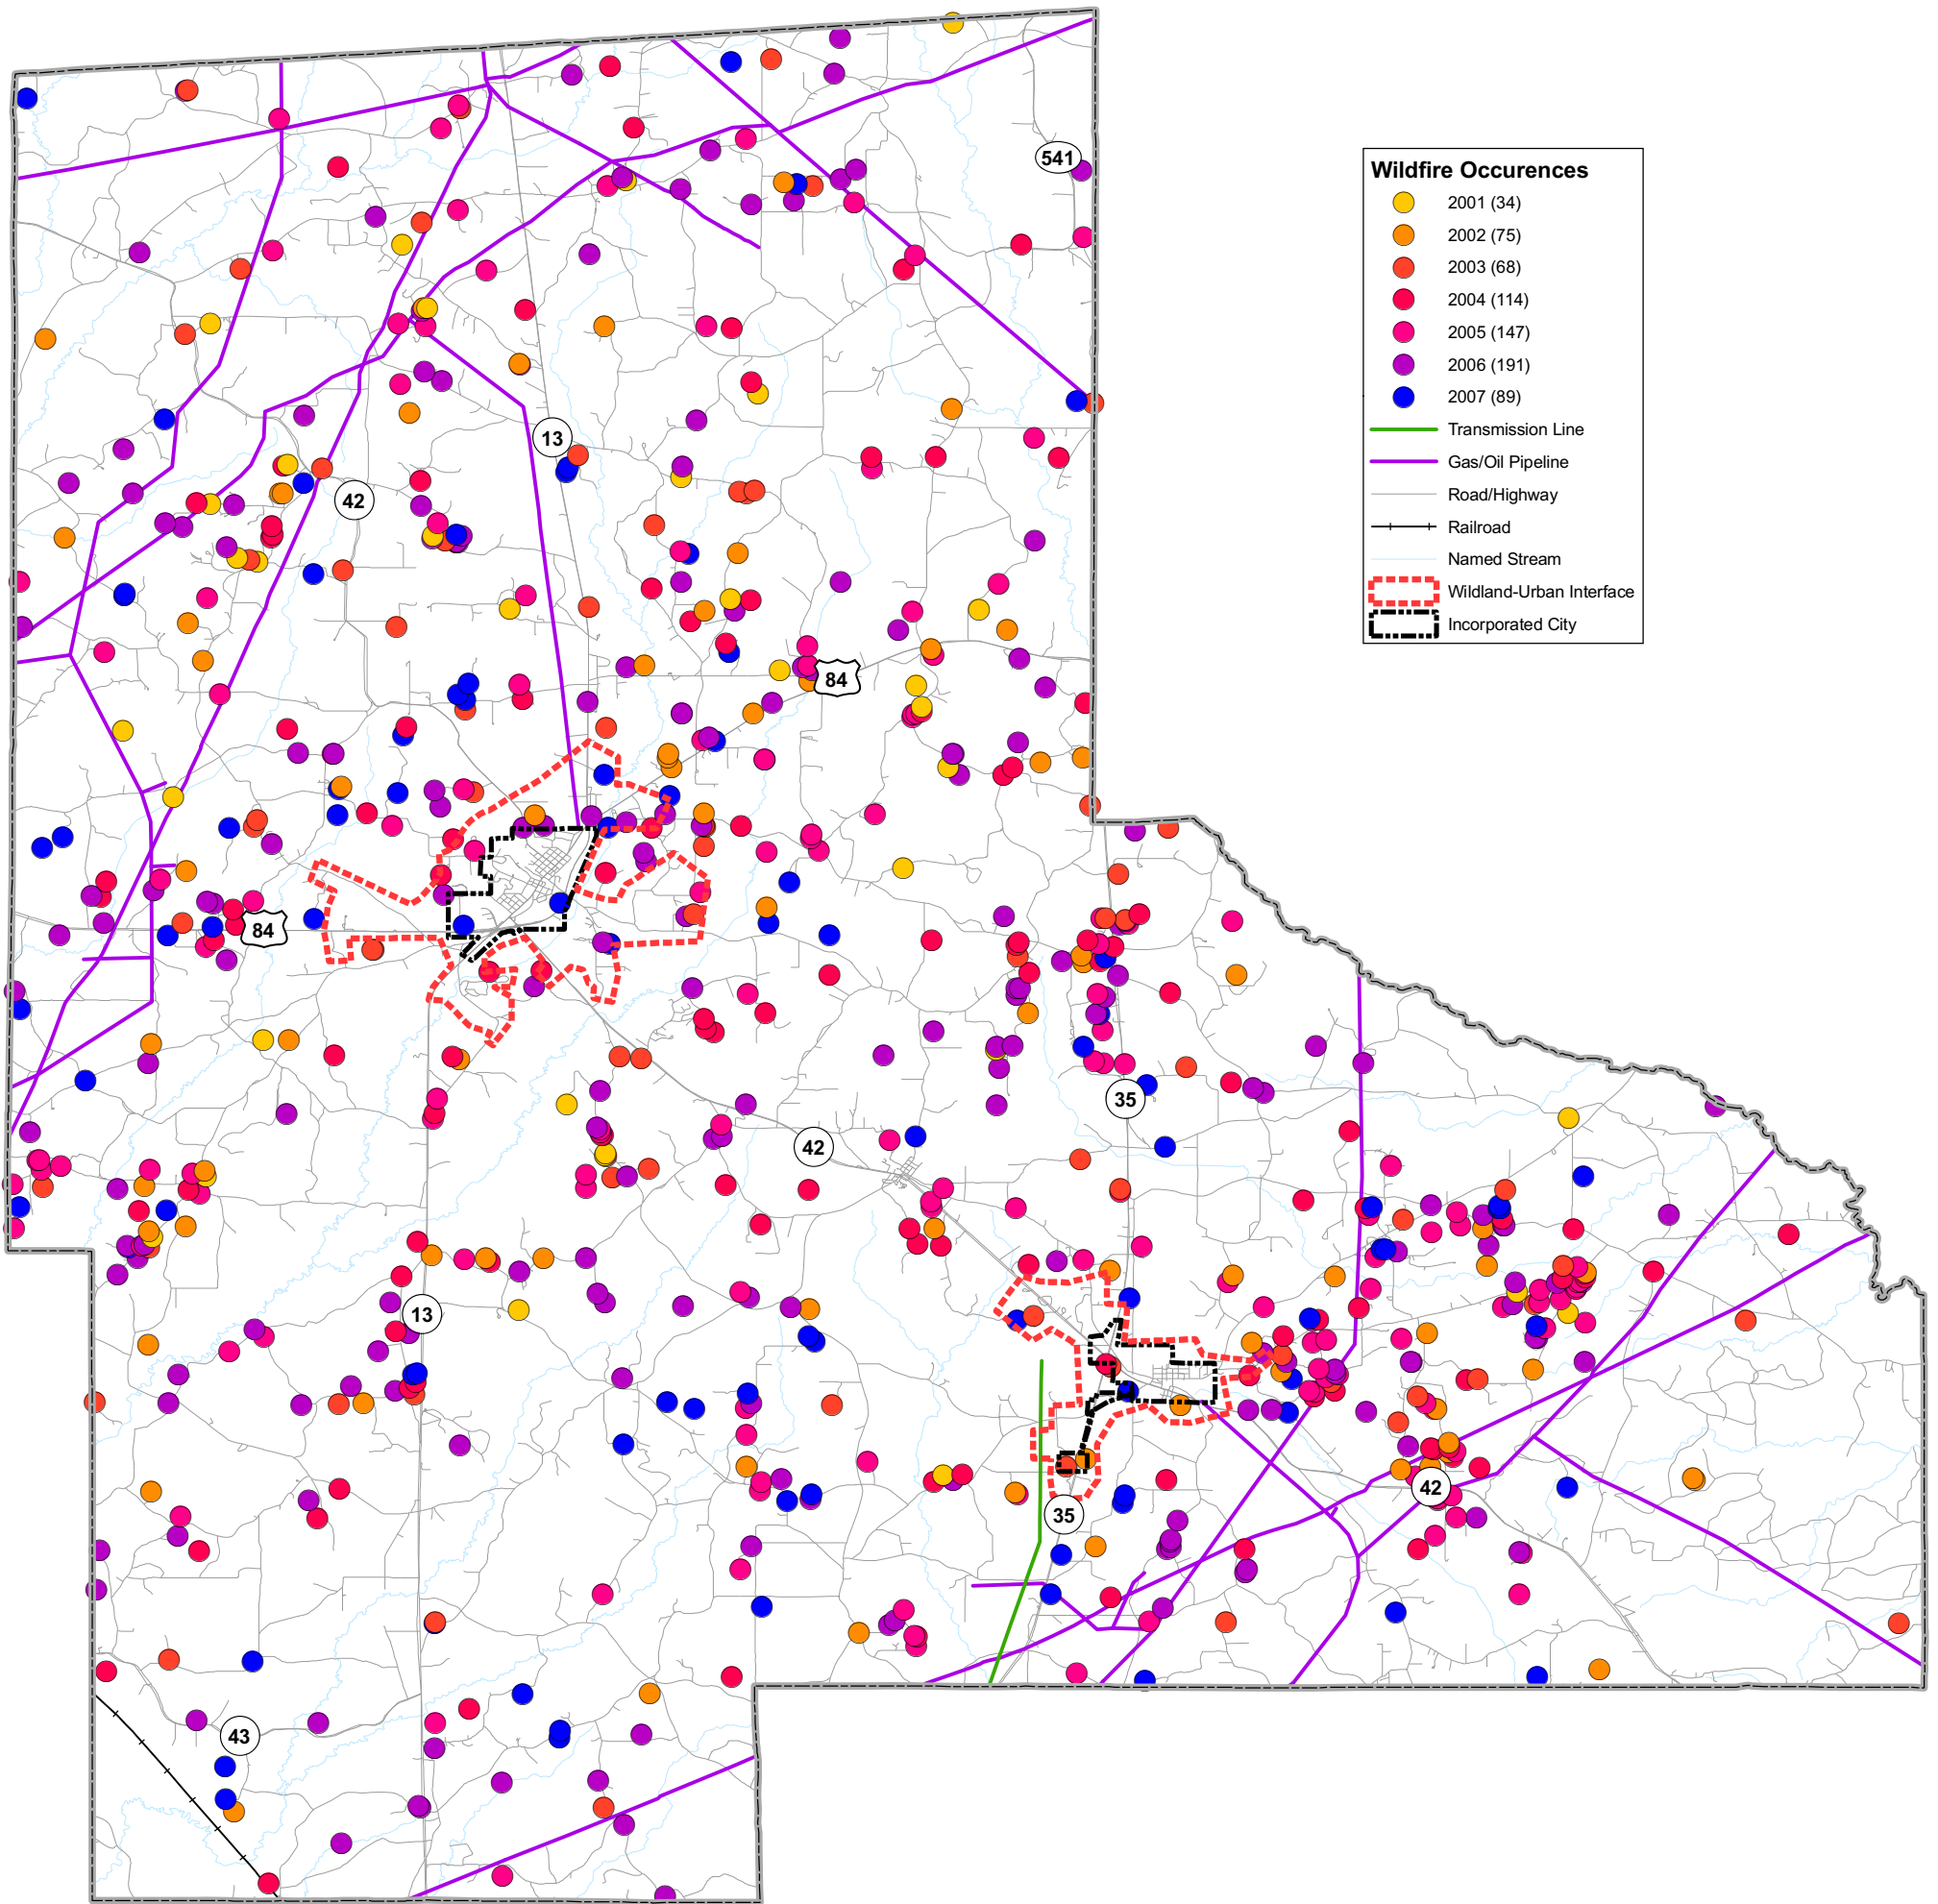 541
Wildfire Occurences
2001 (34)
2002 (75)
2003 (68)
2004 (114)
2005 (147)
2006 (191)
2007 (89)
Transmission Line
Gas/Oil Pipeline
Road/Highway
Railroad
Named Stream
Wildland-Urban Interface
Incorporated City
13
42
84
84
35
42
13
42
35
43